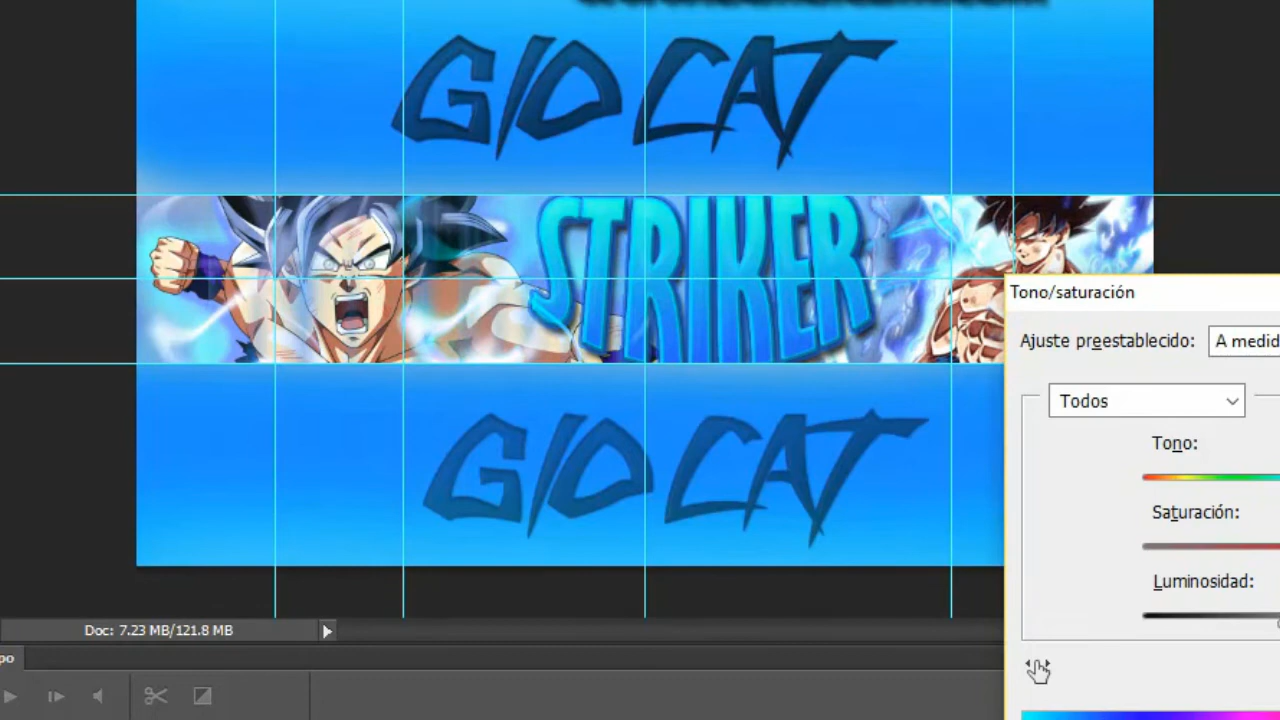 GIO CAT
STRIKER
Tono/saturación
Ajuste preestablecido:
A medid
Todos
Tono:
GIO CAT
Saturación:
Luminosidad:
Doc: 7.23 MB/121.8 MB
po